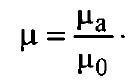 μ = μa/μ0.